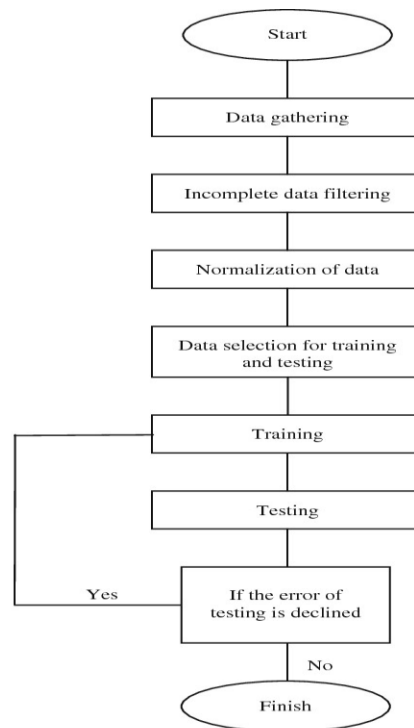 Start
Data gathering
Incomplete data filtering
Normalization of data
Data selection for training
and testing
Training
Testing
If the error of
testing is declined
Yes
No
Finish